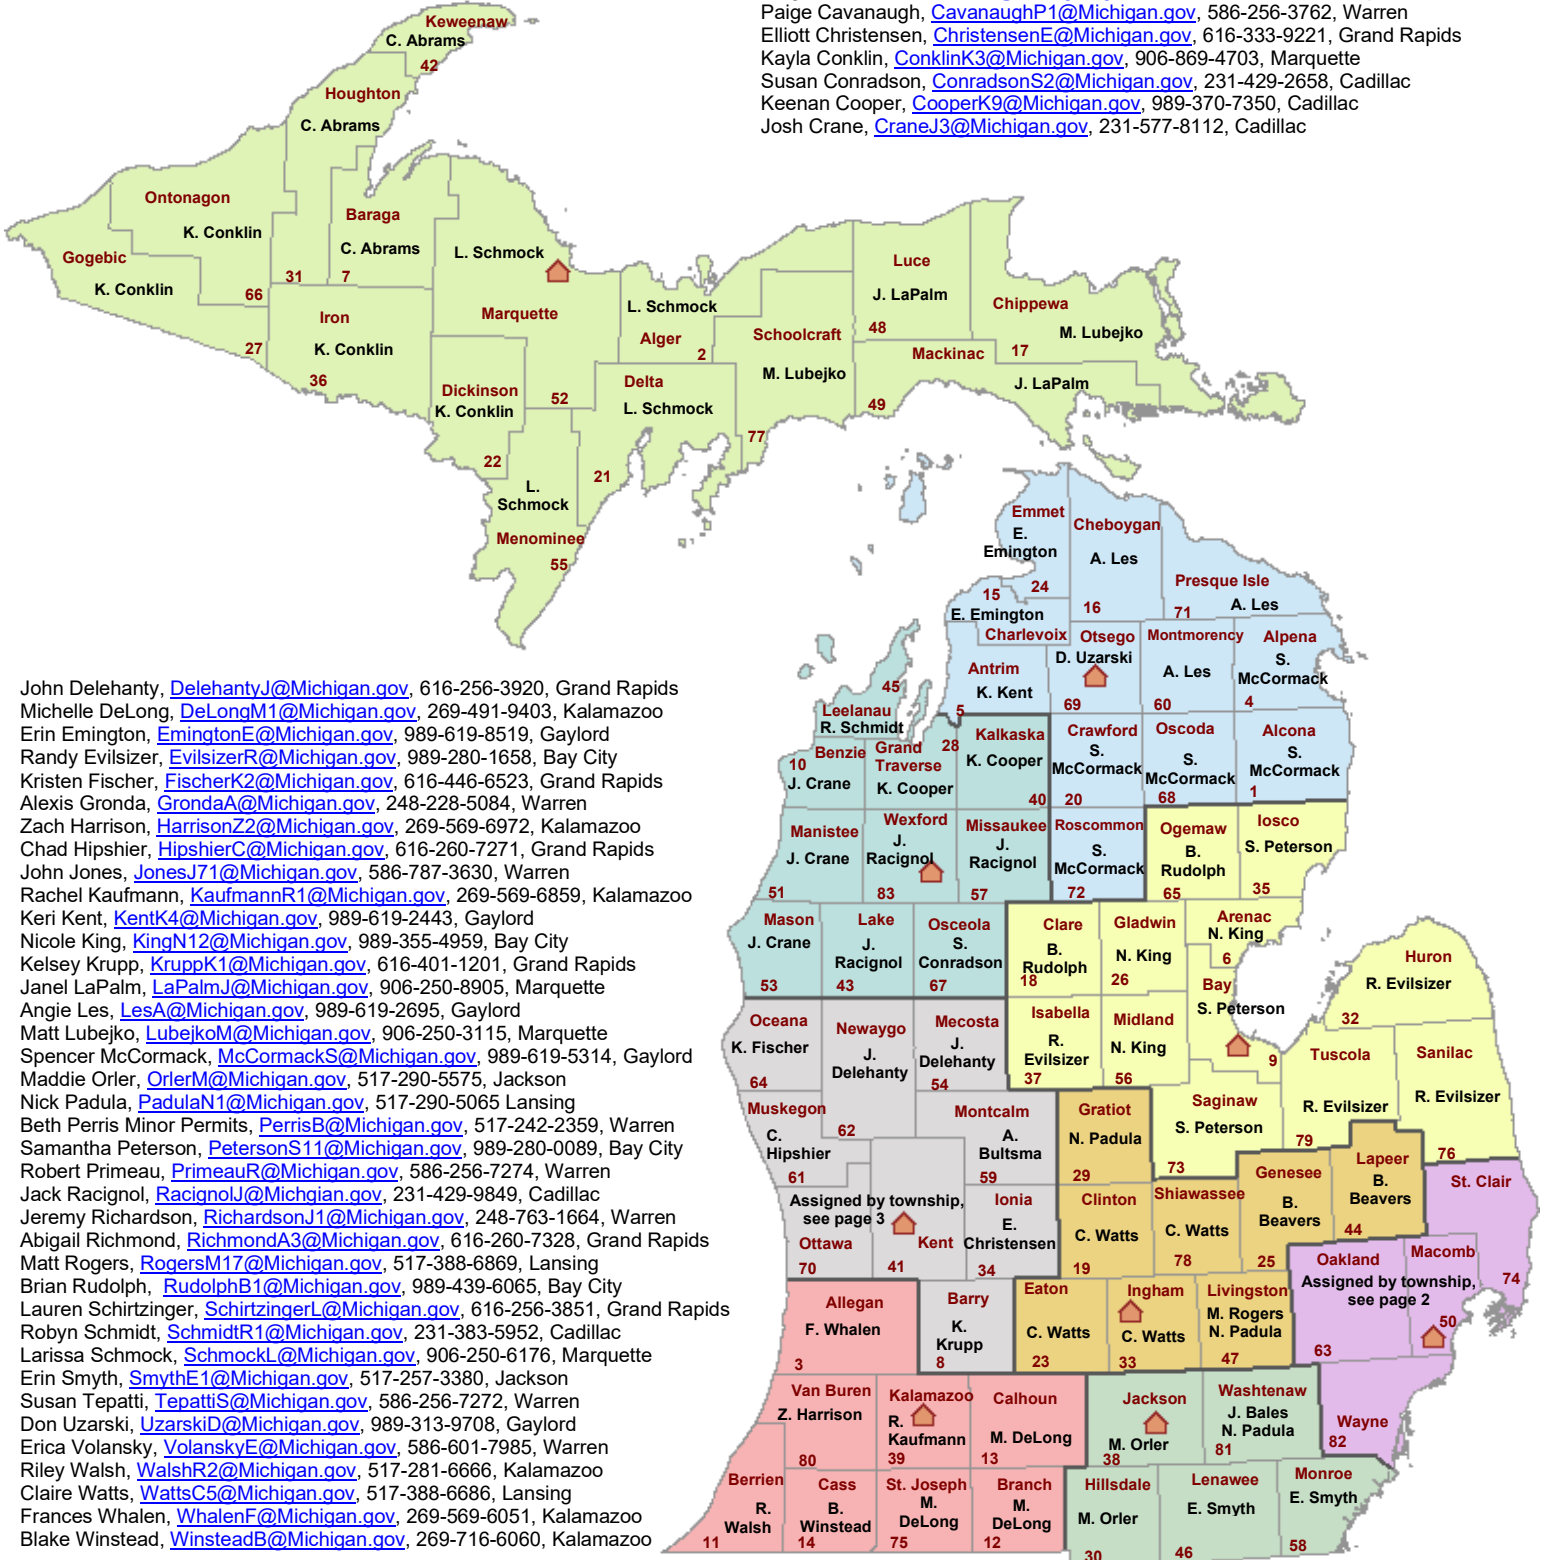 Paige Cavanaugh, CavanaughP1@Michigan.gov, 586-256-3762, Warren
Elliott Christensen, ChristensenE@Michigan.gov, 616-333-9221, Grand Rapids
Kayla Conklin, ConklinK3@Michigan.gov, 906-869-4703, Marquette
Susan Conradson, ConradsonS2@Michigan.gov, 231-429-2658, Cadillac
Keenan Cooper, CooperK9@Michigan.gov, 989-370-7350, Cadillac
Josh Crane, CraneJ3@Michigan.gov, 231-577-8112, Cadillac
Keweenaw
C. Abrams
42
Houghton
C. Abrams
31
Ontonagon
K. Conklin
66
Gogebic
K. Conklin
27
Baraga
C. Abrams
7
Iron
K. Conklin
36
L. Schmock
Marquette
52
Dickinson
K. Conklin
22
L. Schmock
Alger
2
Delta
L. Schmock
21
L.
Schmock
Menominee
55
Schoolcraft
M. Lubejko
77
Luce
J. LaPalm
48
Chippewa
M. Lubejko
17
Mackinac
J. LaPalm
49
Emmet
E.
Emington
24
Cheboygan
A. Les
16
Presque Isle
A. Les
71
15
E. Emington
Charlevoix
Antrim
K. Kent
5
Otsego
D. Uzarski
69
Montmorency
A. Les
60
Alpena
S.
McCormack
4
45
Leelanau
R. Schmidt
Benzie
10
J. Crane
Grand
Traverse
28
K. Cooper
Kalkaska
K. Cooper
40
Crawford
S.
McCormack
20
Oscoda
S.
McCormack
68
Alcona
S.
McCormack
1
Manistee
J. Crane
51
Wexford
J.
Racignol
83
Missaukee
J.
Racignol
57
Roscommon
S.
McCormack
72
Ogemaw
B.
Rudolph
65
Iosco
S. Peterson
35
Mason
J. Crane
53
Lake
J.
Racignol
43
Osceola
S.
Conradson
67
Clare
B.
Rudolph
18
Gladwin
N. King
26
Arenac
N. King
6
Bay
S. Peterson
9
Huron
R. Evilsizer
32
Oceana
K. Fischer
64
Newaygo
J.
Delehanty
62
Mecosta
J.
Delehanty
54
Isabella
R.
Evilsizer
37
Midland
N. King
56
Tuscola
R. Evilsizer
79
Sanilac
R. Evilsizer
76
Muskegon
C.
Hipshier
61
Montcalm
A.
Bultsma
59
Gratiot
N. Padula
29
Saginaw
S. Peterson
73
Genesee
B.
Beavers
25
Lapeer
B.
Beavers
44
St. Clair
74
Assigned by township,
see page 3
Ottawa
70
Kent
41
Ionia
E.
Christensen
34
Clinton
C. Watts
19
Shiawassee
C. Watts
78
Oakland
Macomb
Assigned by township,
see page 2
63
50
Allegan
F. Whalen
3
Barry
K.
Krupp
8
Eaton
C. Watts
23
Ingham
C. Watts
33
Livingston
M. Rogers
N. Padula
47
Van Buren
Z. Harrison
80
Kalamazoo
R.
Kaufmann
39
Calhoun
M. DeLong
13
Jackson
M. Orler
38
Washtenaw
J. Bales
N. Padula
81
Wayne
82
Berrien
R.
Walsh
11
Cass
B.
Winstead
14
St. Joseph
M.
DeLong
75
Branch
M.
DeLong
12
Hillsdale
M. Orler
30
Lenawee
E. Smyth
46
Monroe
E. Smyth
58
John Delehanty, DelehantyJ@Michigan.gov, 616-256-3920, Grand Rapids
Michelle DeLong, DeLongM1@Michigan.gov, 269-491-9403, Kalamazoo
Erin Emington, EmingtonE@Michigan.gov, 989-619-8519, Gaylord
Randy Evilsizer, EvilsizerR@Michigan.gov, 989-280-1658, Bay City
Kristen Fischer, FischerK2@Michigan.gov, 616-446-6523, Grand Rapids
Alexis Gronda, GrondaA@Michigan.gov, 248-228-5084, Warren
Zach Harrison, HarrisonZ2@Michigan.gov, 269-569-6972, Kalamazoo
Chad Hipshier, HipshierC@Michigan.gov, 616-260-7271, Grand Rapids
John Jones, JonesJ71@Michigan.gov, 586-787-3630, Warren
Rachel Kaufmann, KaufmannR1@Michigan.gov, 269-569-6859, Kalamazoo
Keri Kent, KentK4@Michigan.gov, 989-619-2443, Gaylord
Nicole King, KingN12@Michigan.gov, 989-355-4959, Bay City
Kelsey Krupp, KruppK1@Michigan.gov, 616-401-1201, Grand Rapids
Janel LaPalm, LaPalmJ@Michigan.gov, 906-250-8905, Marquette
Angie Les, LesA@Michigan.gov, 989-619-2695, Gaylord
Matt Lubejko, LubejkoM@Michigan.gov, 906-250-3115, Marquette
Spencer McCormack, McCormackS@Michigan.gov, 989-619-5314, Gaylord
Maddie Orler, OrlerM@Michigan.gov, 517-290-5575, Jackson
Nick Padula, PadulaN1@Michigan.gov, 517-290-5065 Lansing
Beth Perris Minor Permits, PerrisB@Michigan.gov, 517-242-2359, Warren
Samantha Peterson, PetersonS11@Michigan.gov, 989-280-0089, Bay City
Robert Primeau, PrimeauR@Michigan.gov, 586-256-7274, Warren
Jack Racignol, RacignolJ@Michgian.gov, 231-429-9849, Cadillac
Jeremy Richardson, RichardsonJ1@Michigan.gov, 248-763-1664, Warren
Abigail Richmond, RichmondA3@Michigan.gov, 616-260-7328, Grand Rapids
Matt Rogers, RogersM17@Michigan.gov, 517-388-6869, Lansing
Brian Rudolph, RudolphB1@Michigan.gov, 989-439-6065, Bay City
Lauren Schirtzinger, SchirtzingerL@Michigan.gov, 616-256-3851, Grand Rapids
Robyn Schmidt, SchmidtR1@Michigan.gov, 231-383-5952, Cadillac
Larissa Schmock, SchmockL@Michigan.gov, 906-250-6176, Marquette
Erin Smyth, SmythE1@Michigan.gov, 517-257-3380, Jackson
Susan Tepatti, TepattiS@Michigan.gov, 586-256-7272, Warren
Don Uzarski, UzarskiD@Michigan.gov, 989-313-9708, Gaylord
Erica Volansky, VolanskyE@Michigan.gov, 586-601-7985, Warren
Riley Walsh, WalshR2@Michigan.gov, 517-281-6666, Kalamazoo
Claire Watts, WattsC5@Michigan.gov, 517-388-6686, Lansing
Frances Whalen, WhalenF@Michigan.gov, 269-569-6051, Kalamazoo
Blake Winstead, WinsteadB@Michigan.gov, 269-716-6060, Kalamazoo